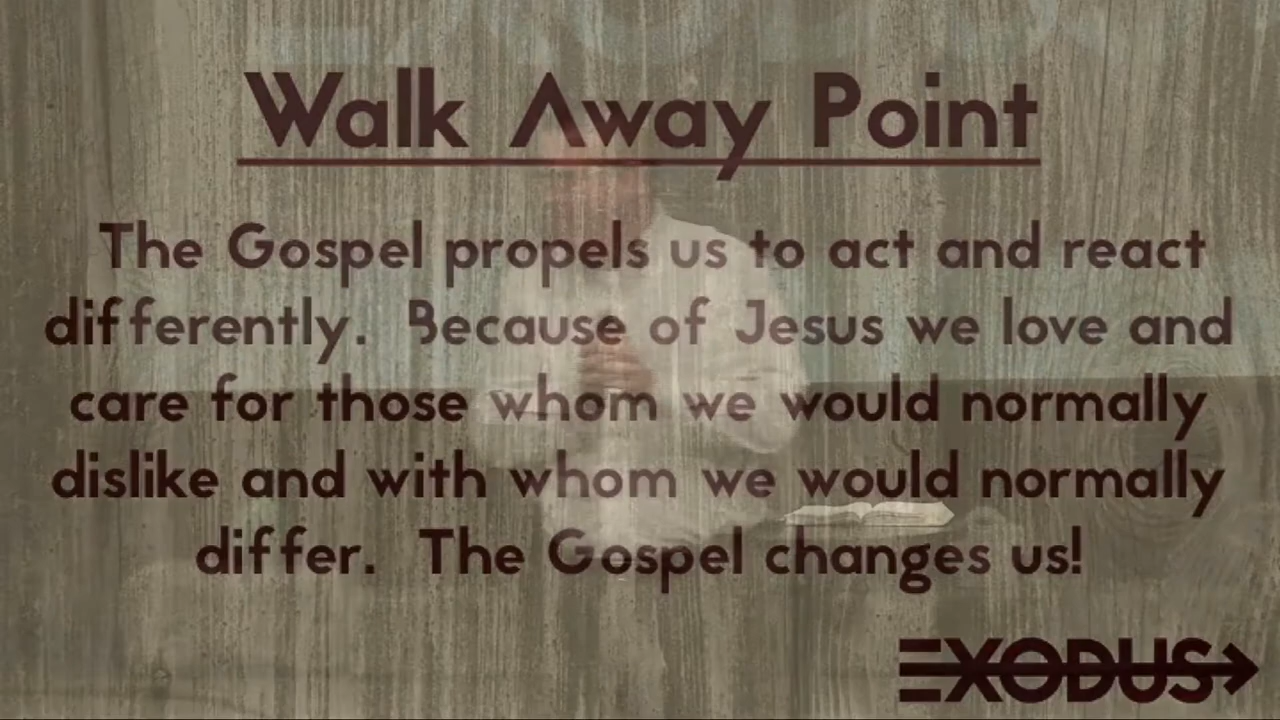 Walk Away Point
The Gospel propels us to act and react
differently. Because of Jesus we love and
care for those whom we would normally
dislike and with whom we would normally
differ. The Gospel changes us!
EXODUS